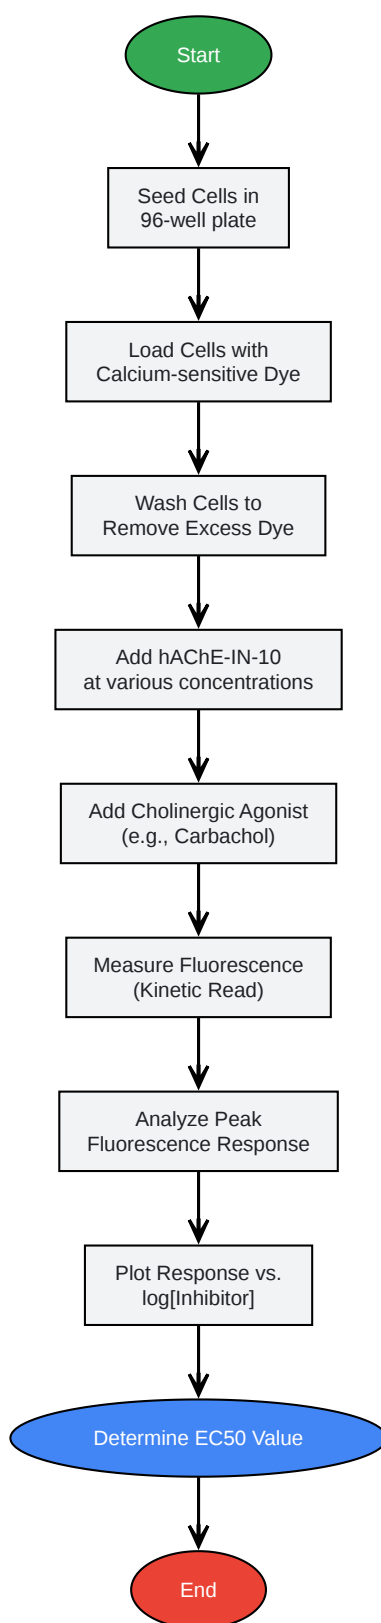 Start
Seed Cells in
96-well plate
Load Cells with
Calcium-sensitive Dye
Wash Cells to
Remove Excess Dye
Add hAChE-IN-10
at various concentrations
Add Cholinergic Agonist
(e.g., Carbachol)
Measure Fluorescence
(Kinetic Read)
Analyze Peak
Fluorescence Response
Plot Response vs.
log[Inhibitor]
Determine EC50 Value
End